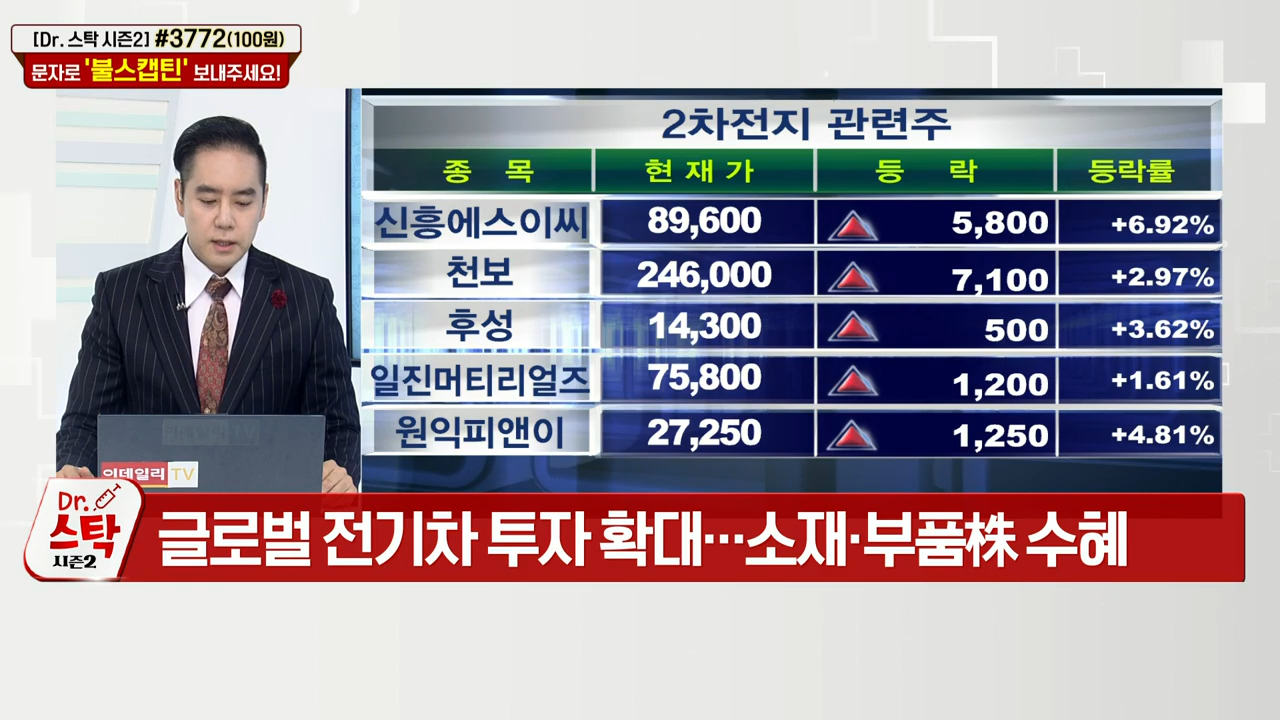 [Dr. 스탁 시즌2] #3772(100원)
문자로 '불스캡틴' 보내주세요!
2차전지 관련주
종 목 현 재 가 등 락 등락률
신흥에스이씨 89,600 5,800 +6.92%
천보 246,000 7,100 +2.97%
후성 14,300 500 +3.62%
일진머티리얼즈 75,800 1,200 +1.61%
원익피앤이 27,250 1,250 +4.81%
이데일리 TV
Dr.
스탁
시즌2
글로벌 전기차 투자 확대…소재·부품株 수혜